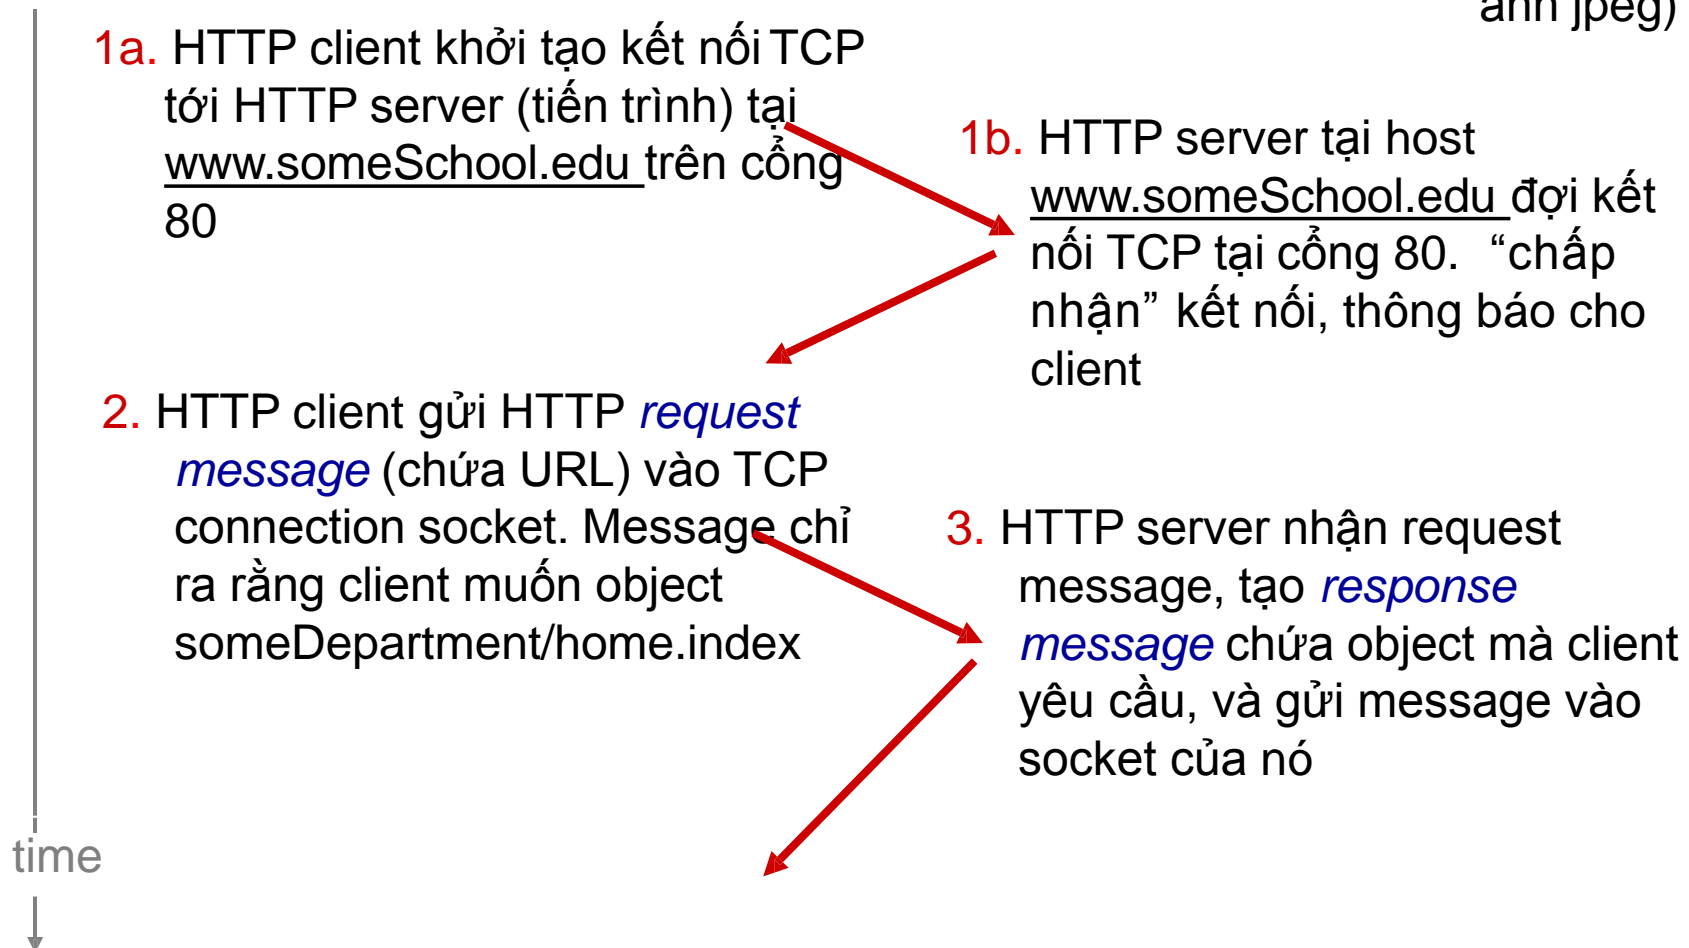 ảnh jpeg)
1a. HTTP client khởi tạo kết nối TCP
tới HTTP server (tiến trình) tại
www.someSchool.edu trên cổng
80
1b. HTTP server tại host
www.someSchool.edu đợi kết
nối TCP tại cổng 80. “chấp
nhận” kết nối, thông báo cho
client
2. HTTP client gửi HTTP request
message (chứa URL) vào TCP
connection socket. Message chỉ
ra rằng client muốn object
someDepartment/home.index
3. HTTP server nhận request
message, tạo response
message chứa object mà client
yêu cầu, và gửi message vào
socket của nó
time